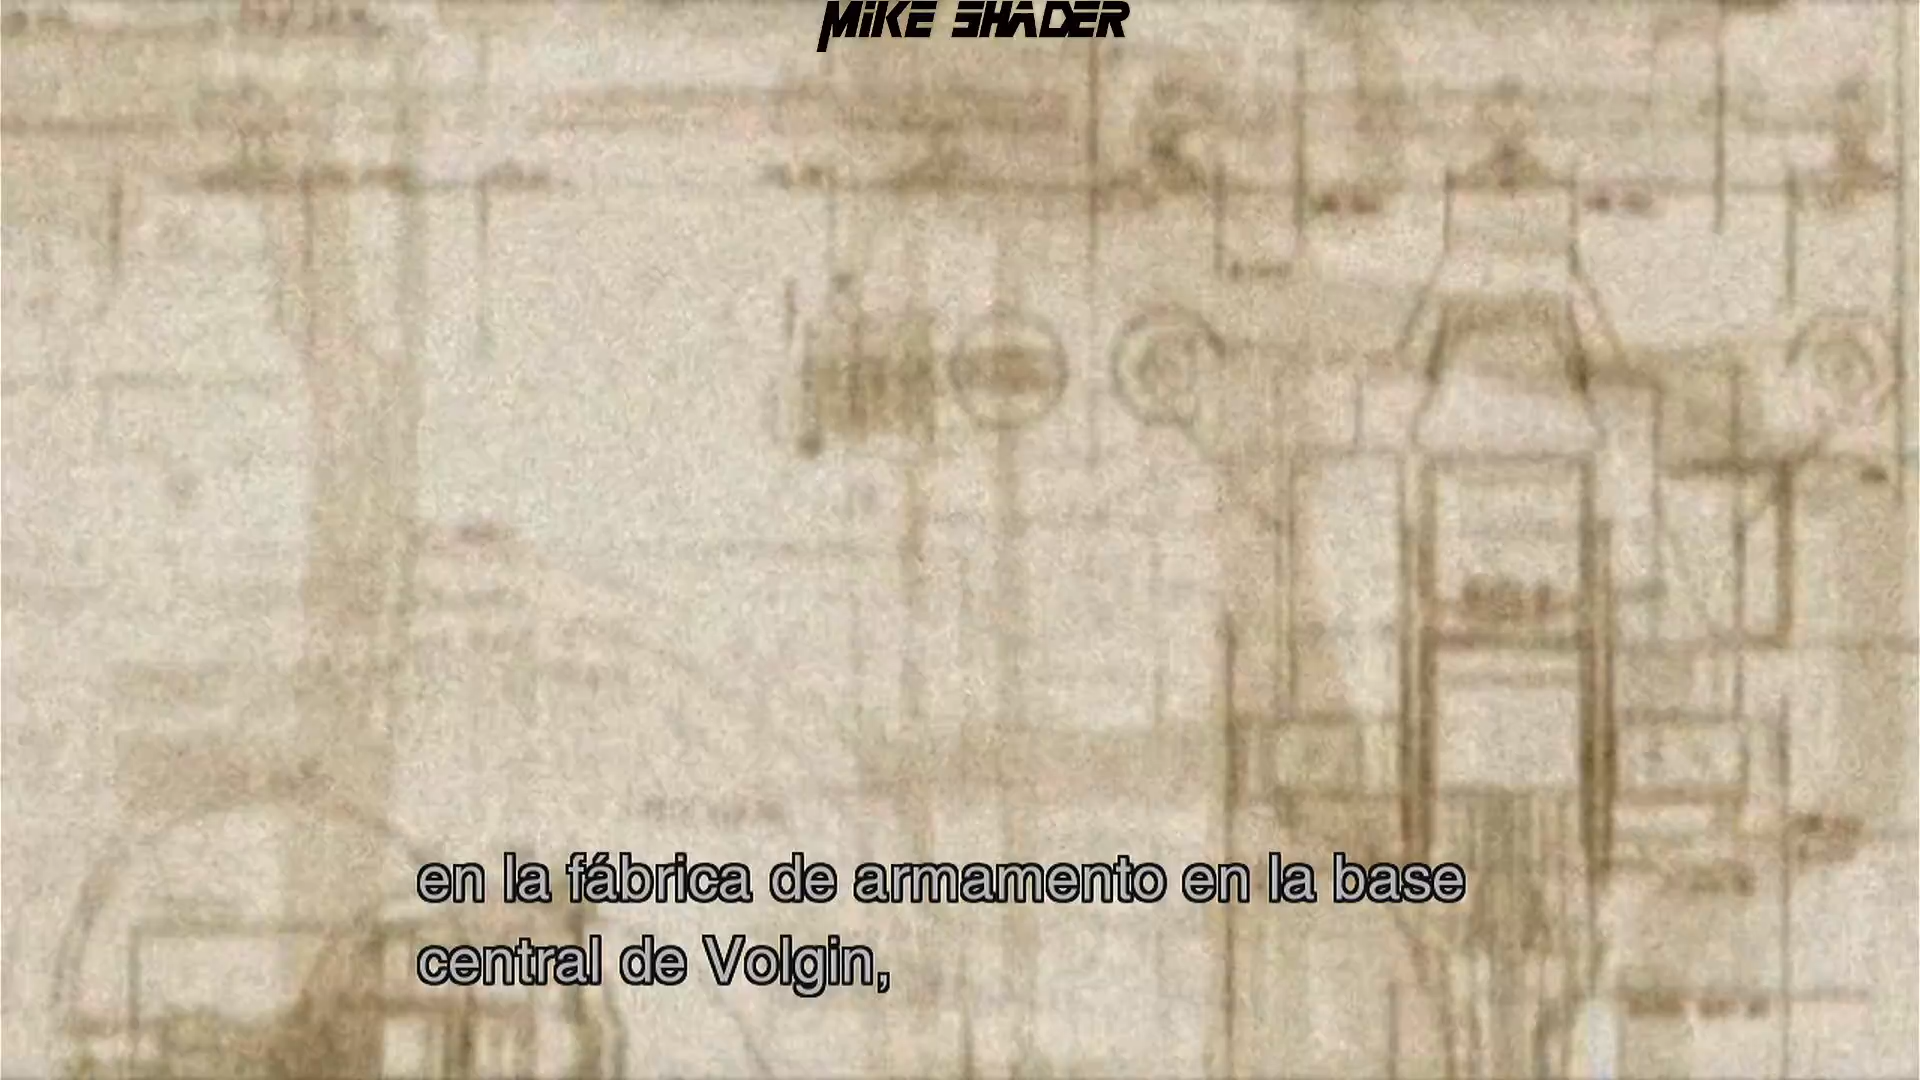 MIKE SHADER
en la fábrica de armamento en la base
central de Volgin,